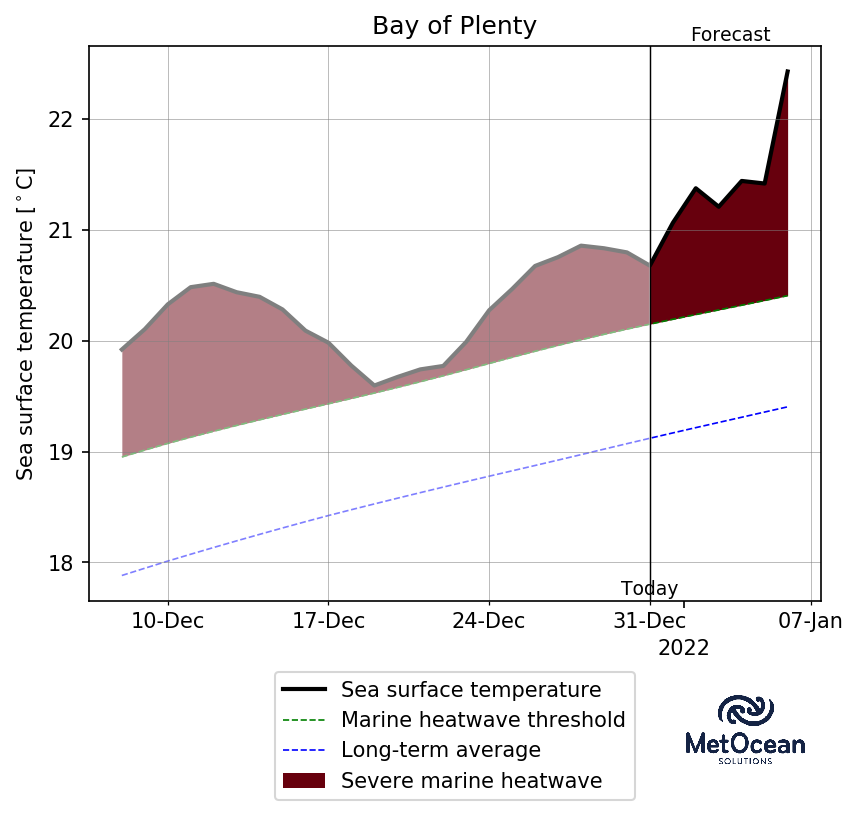 Bay of Plenty
Forecast
Sea surface temperature [˚C]
22
21
20
19
18
Today
10-Dec 17-Dec 24-Dec 31-Dec 07-Jan
2022
Sea surface temperature
Marine heatwave threshold
Long-term average
Severe marine heatwave
MetOcean
SOLUTIONS